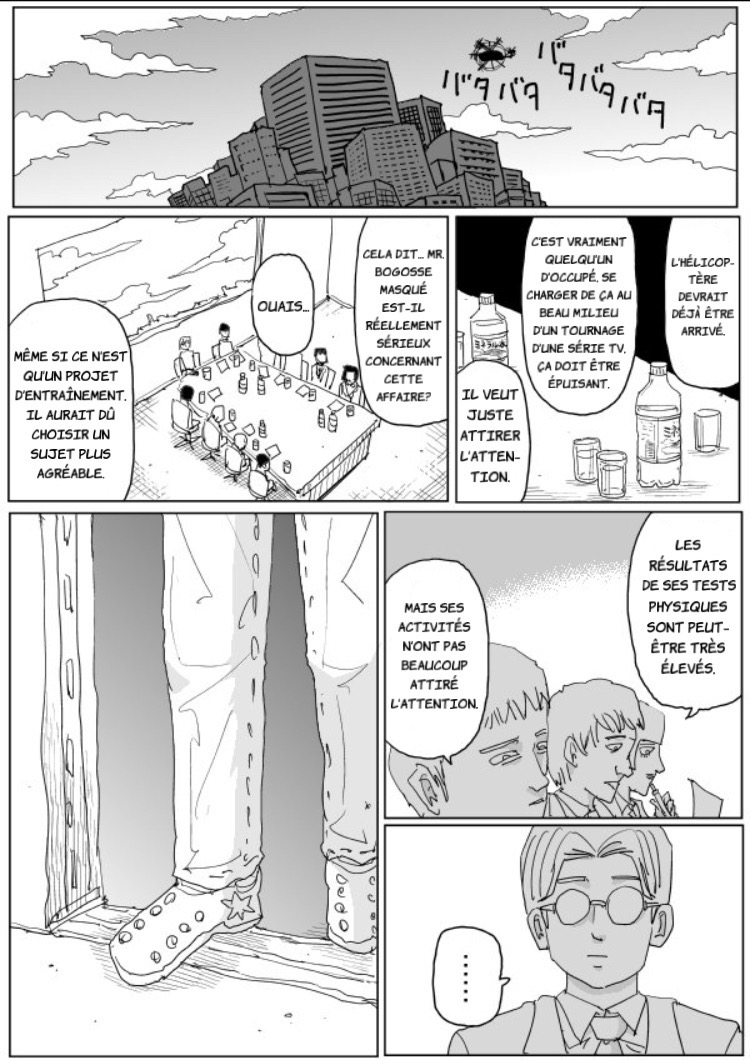 バタバタ
バタバタバタ
L'HÉLICOP-
TÈRE
DEVRAIT
DÉJÀ ÊTRE
ARRIVÉ.
C'EST VRAIMENT
QUELQU'UN
D'OCCUPÉ. SE
CHARGER DE ÇA AU
BEAU MILIEU
D'UN TOURNAGE
D'UNE SÉRIE TV,
ÇA DOIT ÊTRE
ÉPUISANT.
IL VEUT
JUSTE
ATTIRER
L'ATTEN-
TION.
ミネラル
CELA DIT... MR.
BOGOSSE
MASQUÉ
EST-IL
RÉELLEMENT
SÉRIEUX
CONCERNANT
CETTE
AFFAIRE?
OUAIS...
MÊME SI CE N'EST
QU'UN PROJET
D'ENTRAÎNEMENT.
IL AURAIT DÛ
CHOISIR UN
SUJET PLUS
AGRÉABLE.
LES
RÉSULTATS
DE SES TESTS
PHYSIQUES
SONT PEUT-
ÊTRE TRÈS
ÉLEVÉS.
MAIS SES
ACTIVITÉS
N'ONT PAS
BEAUCOUP
ATTIRÉ
L'ATTENTION.
......